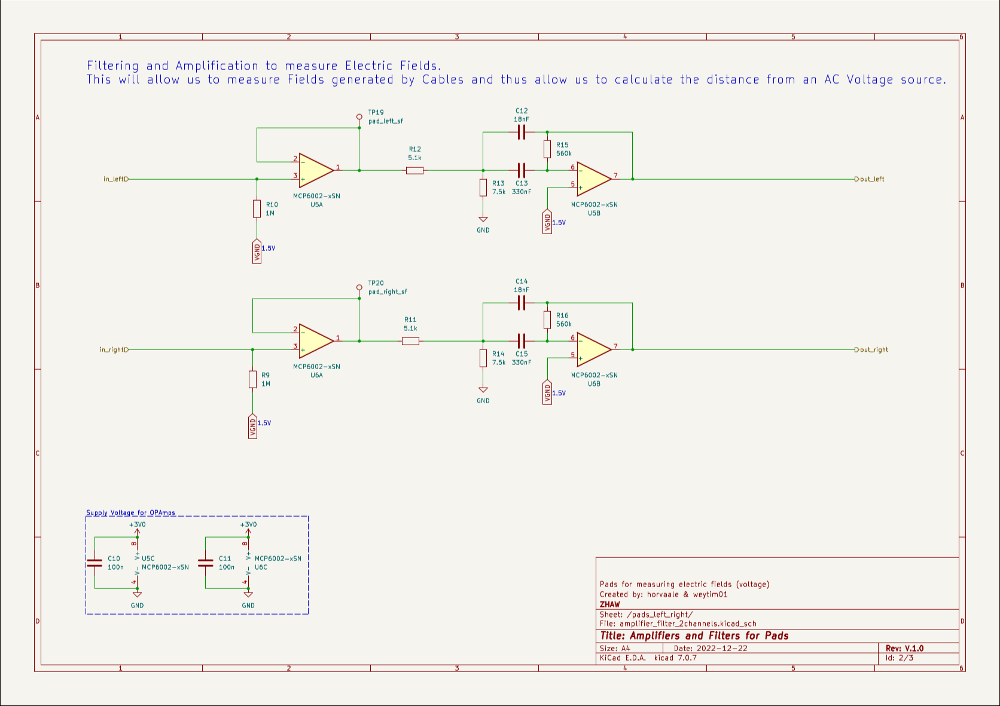 1 2 3 4 5 6
Filtering and Amplification to measure Electric Fields.
This will allow us to measure Fields generated by Cables and thus allow us to calculate the distance from an AC Voltage source.
A A
TP19
pad_left_sf
C12
18nF
R12
5.1k
R15
560k
2
3
1
in_left
MCP6002-xSN
U5A
R10
1M
VGND
1.5V
R13
7.5k
C13
330nF
GND
6
5
7
out_left
MCP6002-xSN
U5B
VGND
1.5V
B B
TP20
pad_right_sf
C14
18nF
R11
5.1k
R16
560k
2
3
1
in_right
MCP6002-xSN
U6A
R9
1M
VGND
1.5V
R14
7.5k
C15
330nF
GND
6
5
7
out_right
MCP6002-xSN
U6B
VGND
1.5V
C C
Supply Voltage for OPAmps
+3V0
8
C10
100n
V+
V-
U5C
MCP6002-xSN
4
GND
+3V0
8
C11
100n
V+
V-
MCP6002-xSN
U6C
4
GND
D D
Pads for measuring electric fields (voltage)
Created by: horvaale & weytim01
ZHAW
Sheet: /pads_left_right/
File: amplifier_filter_2channels.kicad_sch
Title: Amplifiers and Filters for Pads
Size: A4 Date: 2022-12-22 Rev: V.1.0
KiCad E.D.A. kicad 7.0.7 Id: 2/3
1 2 3 4 5 6